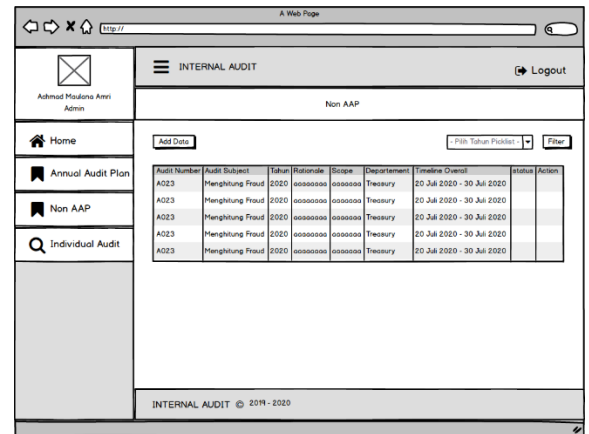 A Web Page
http://
INTERNAL AUDIT
Logout
Achmad Maulana Amri
Admin
Non AAP
Home
Annual Audit Plan
Non AAP
Individual Audit
Add Data
- Pilih Tahun Picklist -
Filter
Audit Number Audit Subject Tahun Rationale Scope Departement Timeline Overall status Action
A023 Menghitung Fraud 2020 aaaaaaaa aaaaaaa Treasury 20 Juli 2020 - 30 Juli 2020
A023 Menghitung Fraud 2020 aaaaaaaa aaaaaaa Treasury 20 Juli 2020 - 30 Juli 2020
A023 Menghitung Fraud 2020 aaaaaaaa aaaaaaa Treasury 20 Juli 2020 - 30 Juli 2020
A023 Menghitung Fraud 2020 aaaaaaaa aaaaaaa Treasury 20 Juli 2020 - 30 Juli 2020
A023 Menghitung Fraud 2020 aaaaaaaa aaaaaaa Treasury 20 Juli 2020 - 30 Juli 2020
INTERNAL AUDIT © 2019 - 2020